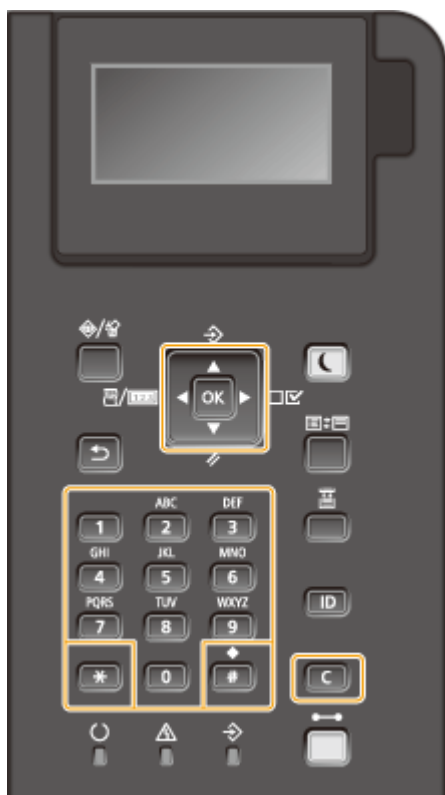 OK
ABC DEF
1 2 3
GHI JKL MNO
4 5 6
PQRS TUV WXYZ
7 8 9
ID
* 0 #
C